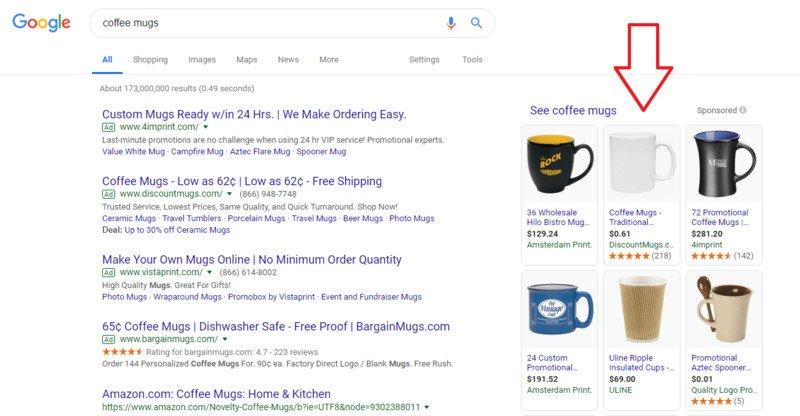 Google
coffee mugs
All Shopping Images Maps News More Settings Tools
About 173,000,000 results (0.49 seconds)
Custom Mugs Ready w/in 24 Hrs. | We Make Ordering Easy.
Ad www.4imprint.com/
Last-minute promotions are no challenge when using 24 hr VIP service! Promotional experts.
Value White Mug · Campfire Mug · Aztec Flare Mug · Spooner Mug
Coffee Mugs - Low as 62¢ | Low as 62¢ - Free Shipping
Ad www.discountmugs.com/ (866) 948-7748
Trusted Service, Lowest Prices, Same Quality, and Quick Turnaround. Shop Now!
Ceramic Mugs · Travel Tumblers · Porcelain Mugs · Travel Mugs · Beer Mugs · Photo Mugs
Deal: Up to 30% off Ceramic Mugs
Make Your Own Mugs Online | No Minimum Order Quantity
Ad www.vistaprint.com/ (866) 614-8002
High Quality Mugs. Great For Gifts!
Photo Mugs · Wraparound Mugs · Promobox by Vistaprint · Event and Fundraiser Mugs
65¢ Coffee Mugs | Dishwasher Safe - Free Proof | BargainMugs.com
Ad www.bargainmugs.com/
Rating for bargainmugs.com: 4.7 - 223 reviews
Order 144 Personalized Coffee Mugs For. 90¢ ea. Factory Direct Logo / Blank Mugs. Free Rush.
Amazon.com: Coffee Mugs: Home & Kitchen
https://www.amazon.com/Novelty-Coffee-Mugs/b?ie=UTF8&node=9302388011
See coffee mugs Sponsored
ROCK
36 Wholesale
Hilo Bistro Mug...
$129.24
Amsterdam Print.
Coffee Mugs -
Traditional...
$0.61
DiscountMugs.c..
(218)
72 Promotional
Coffee Mugs |...
$281.20
4imprint
(142)
The
Vintage
24 Custom
Promotional...
$191.52
Amsterdam Print.
Uline Ripple
Insulated Cups -...
$69.00
ULINE
Promotional
Aztec Spooner...
$0.01
Quality Logo Pro..
(5)